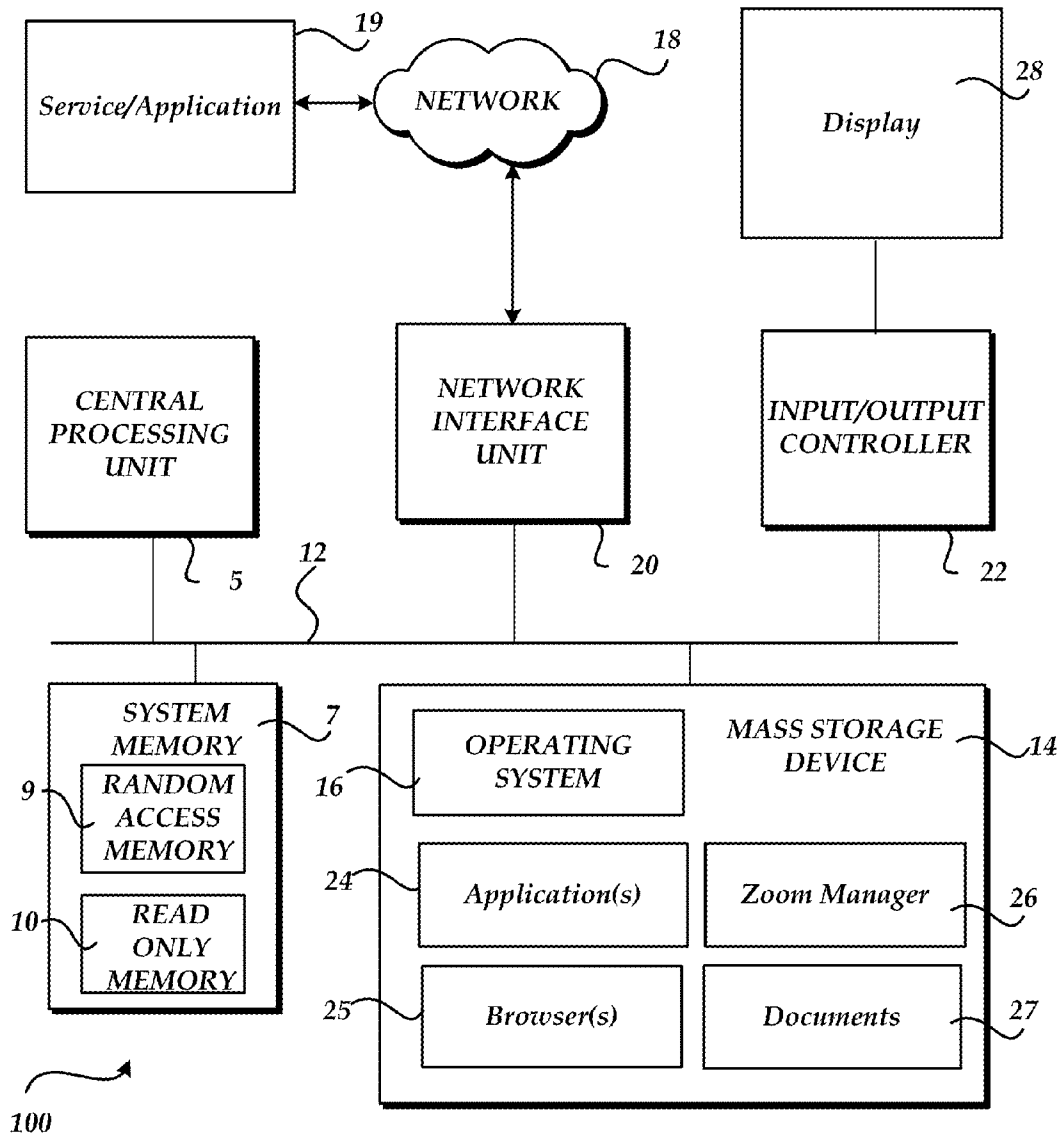 19
Service/Application
NETWORK
18
Display
28
CENTRAL
PROCESSING
UNIT
5
NETWORK
INTERFACE
UNIT
20
INPUT/OUTPUT
CONTROLLER
22
12
SYSTEM
MEMORY
7
9
RANDOM
ACCESS
MEMORY
10
READ
ONLY
MEMORY
OPERATING
SYSTEM
16
MASS STORAGE
DEVICE
14
24
Application(s)
Zoom Manager
26
25
Browser(s)
Documents
27
100